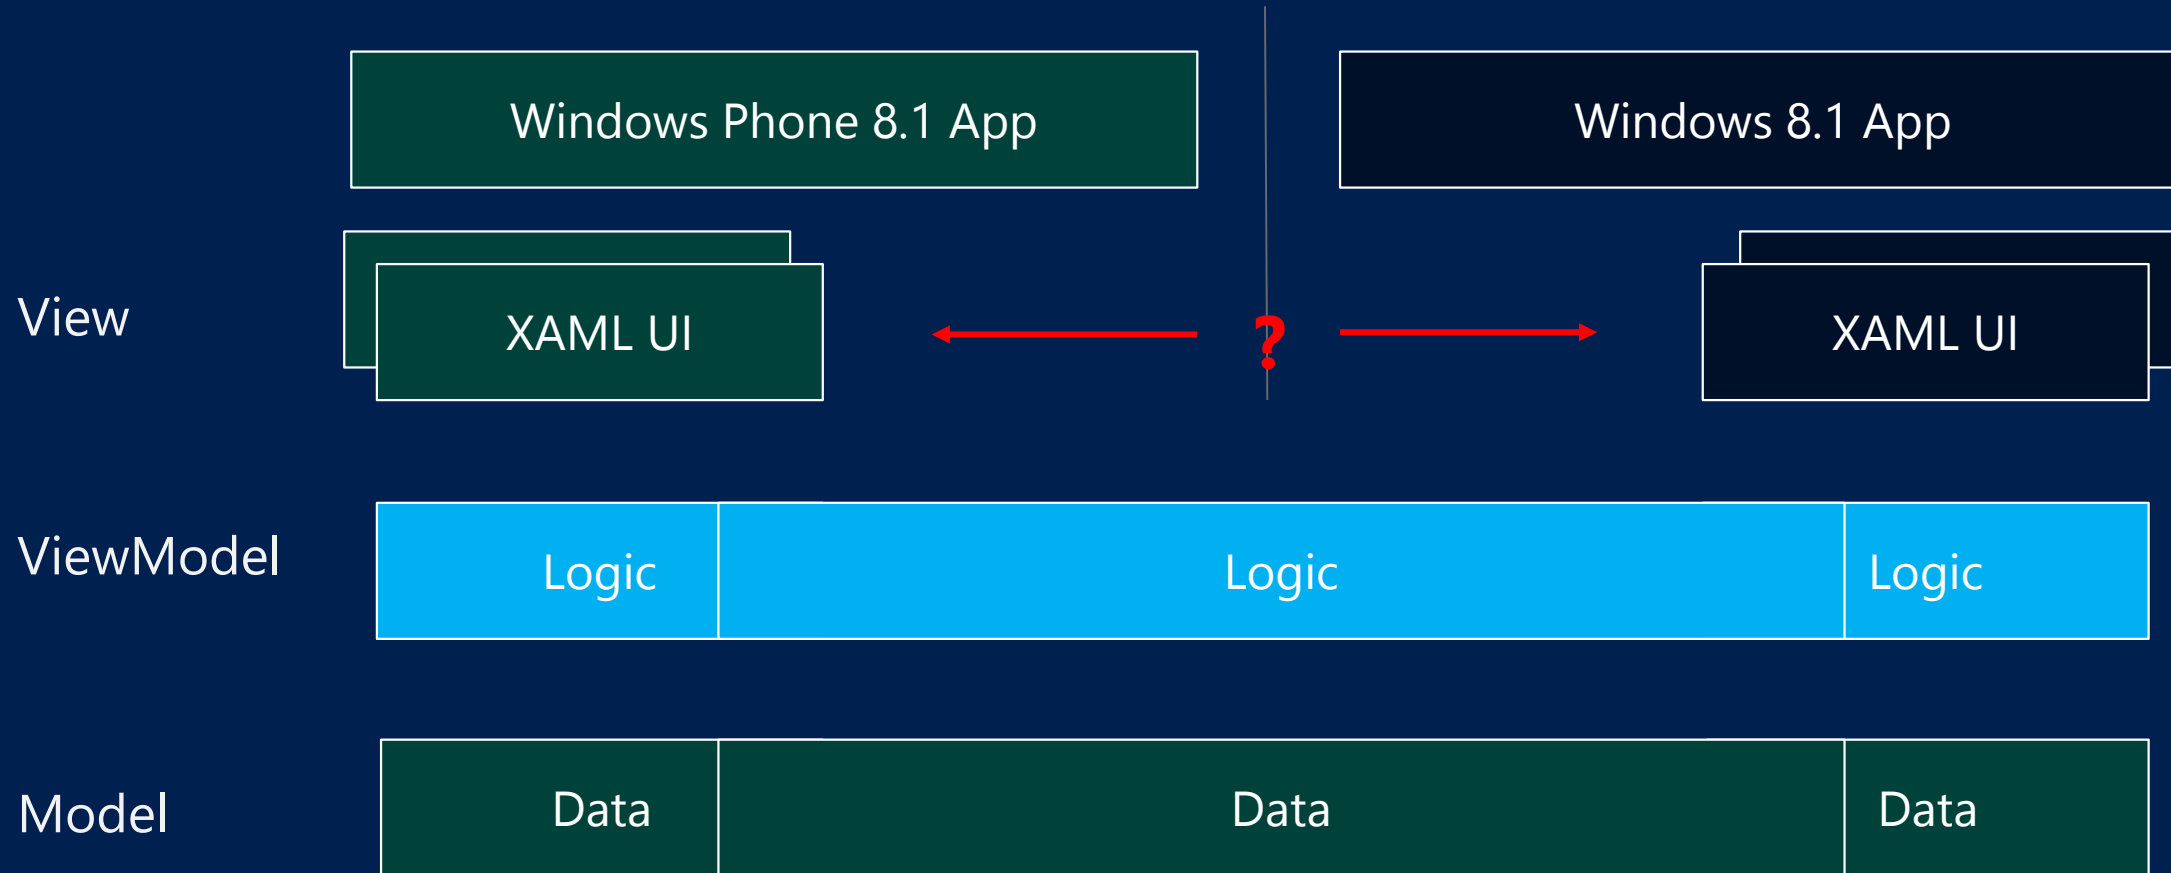 Windows Phone 8.1 App
Windows 8.1 App
View
XAML UI
?
XAML UI
ViewModel
Logic
Logic
Logic
Model
Data
Data
Data